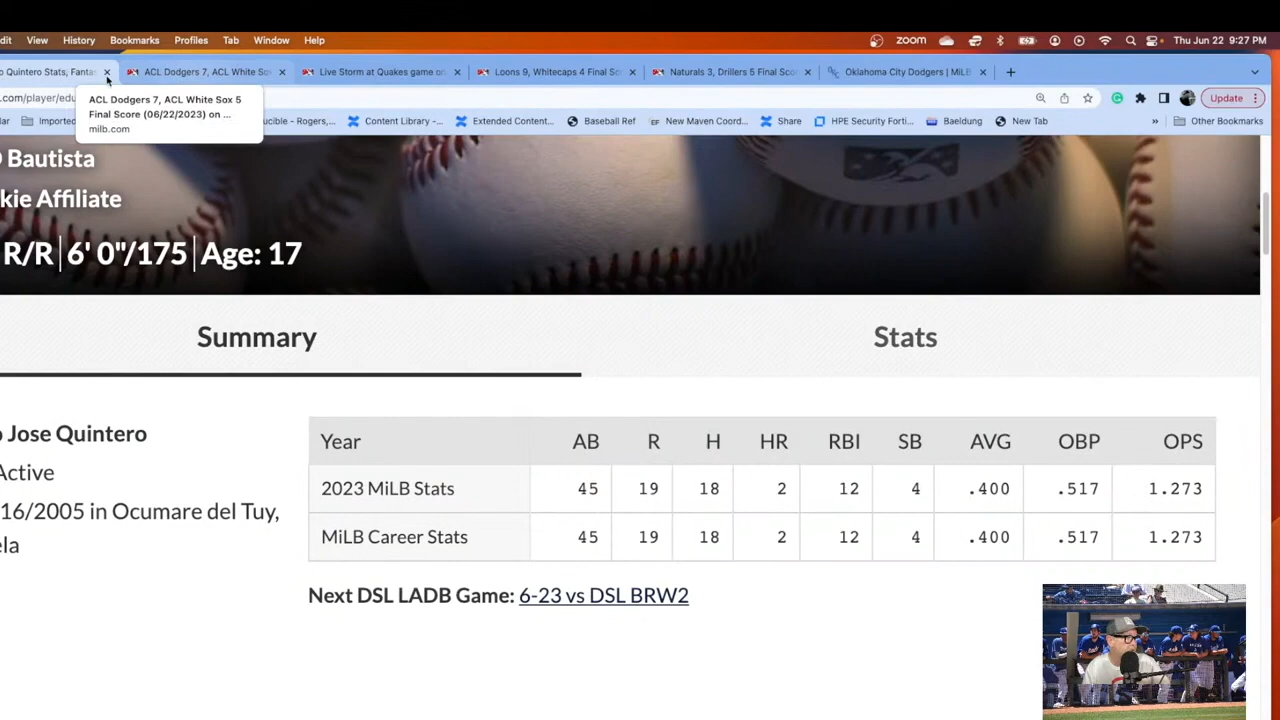 dit View History Bookmarks Profiles Tab Window Help zoom Thu Jun 22 9:27 PM
o Quintero Stats, Fantas ACL Dodgers 7, ACL White Sox Live Storm at Quakes game on Loons 9, Whitecaps 4 Final Sc Naturals 3, Drillers 5 Final Sco Oklahoma City Dodgers | MiLB
.com/player/edu Update
ACL Dodgers 7, ACL White Sox 5
Final Score (06/22/2023) on ...
milb.com
lar Imported ucible - Rogers,... Content Library -... Extended Content... Baseball Ref New Maven Coord... Share HPE Security Forti... Baeldung New Tab » Other Bookmarks
Bautista
kie Affiliate
R/R | 6' 0"/175 | Age: 17
Summary Stats
o Jose Quintero
Active
16/2005 in Ocumare del Tuy,
ela
Year AB R H HR RBI SB AVG OBP OPS
2023 MiLB Stats 45 19 18 2 12 4 .400 .517 1.273
MiLB Career Stats 45 19 18 2 12 4 .400 .517 1.273
Next DSL LADB Game: 6-23 vs DSL BRW2